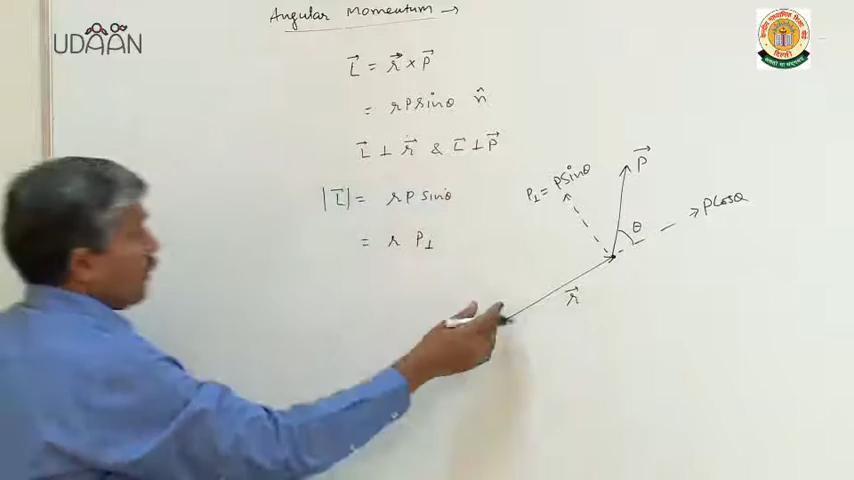 Angular Momentum →
UDAAN
L⃗ = r⃗ × P⃗
= rPsinθ n̂
L⃗ ⊥ r⃗ & L⃗ ⊥ P⃗
|L⃗| = rP sinθ
= r P⊥
P⊥ = Psinθ
P⃗
θ
PCosθ
r⃗